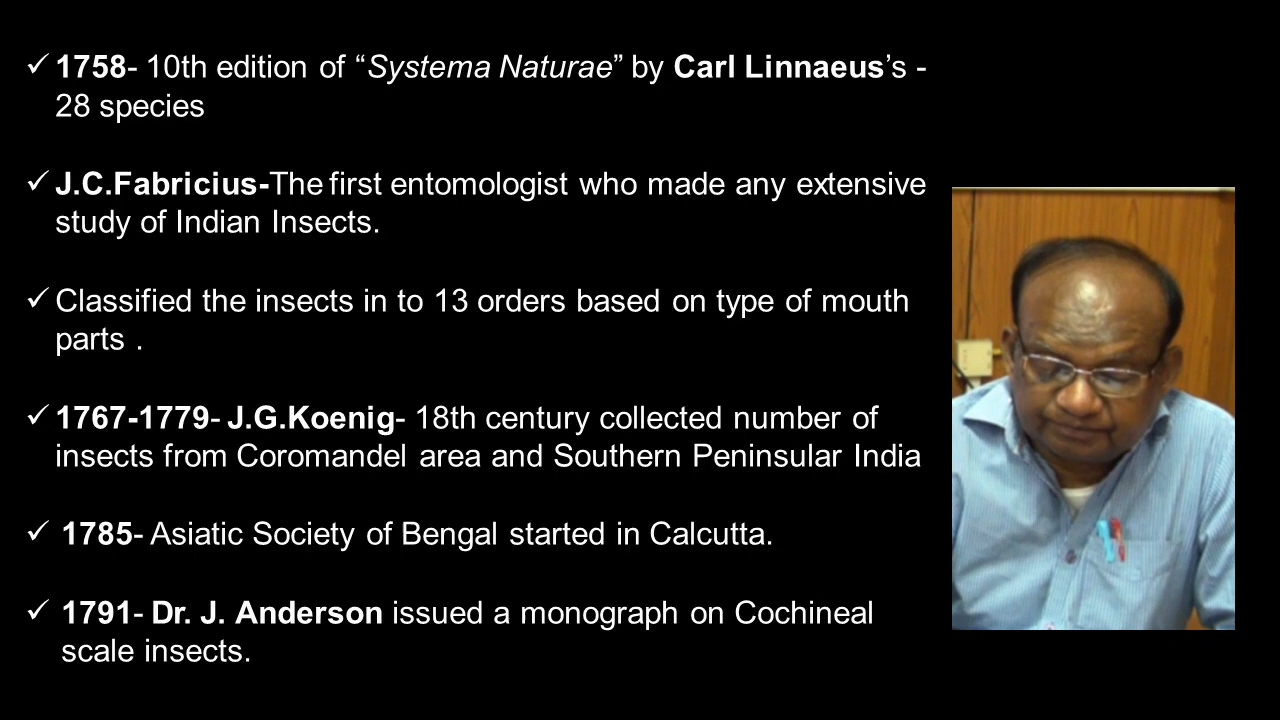 ✓ 1758- 10th edition of “Systema Naturae” by Carl Linnaeus’s -
28 species
✓ J.C.Fabricius-The first entomologist who made any extensive
study of Indian Insects.
✓ Classified the insects in to 13 orders based on type of mouth
parts .
✓ 1767-1779- J.G.Koenig- 18th century collected number of
insects from Coromandel area and Southern Peninsular India
✓ 1785- Asiatic Society of Bengal started in Calcutta.
✓ 1791- Dr. J. Anderson issued a monograph on Cochineal
scale insects.